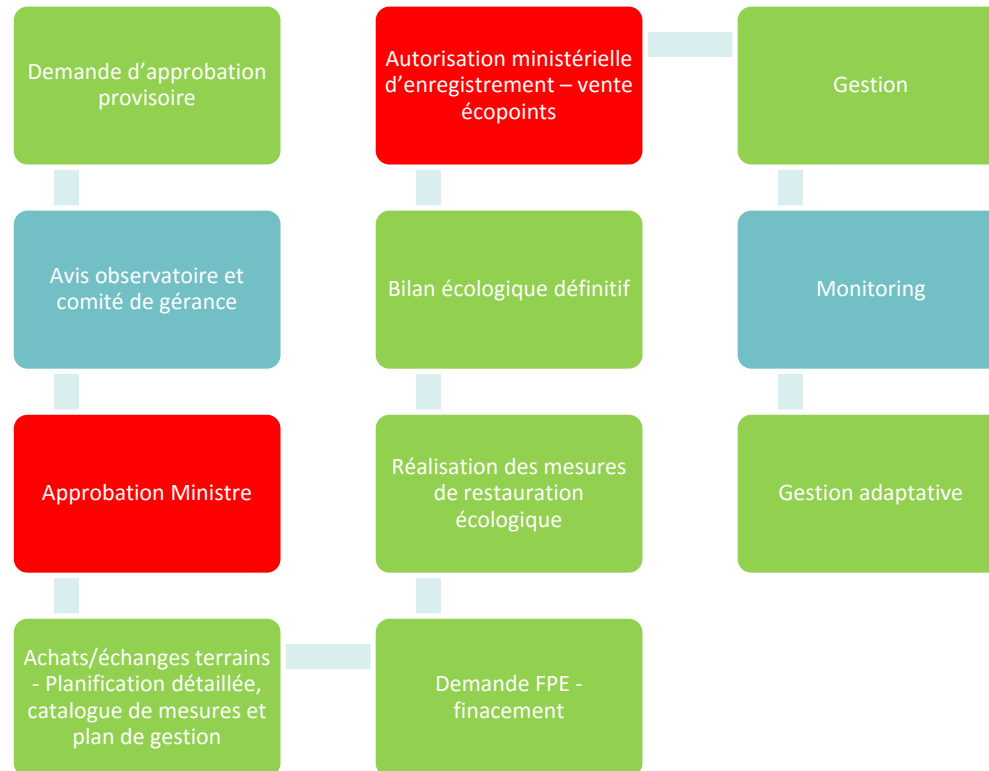 Demande d’approbation
provisoire
Avis observatoire et
comité de gérance
Approbation Ministre
Achats/échanges terrains
- Planification détaillée,
catalogue de mesures et
plan de gestion
Demande FPE -
finacement
Réalisation des mesures
de restauration
écologique
Bilan écologique définitif
Autorisation ministérielle
d’enregistrement – vente
écopoints
Gestion
Monitoring
Gestion adaptative